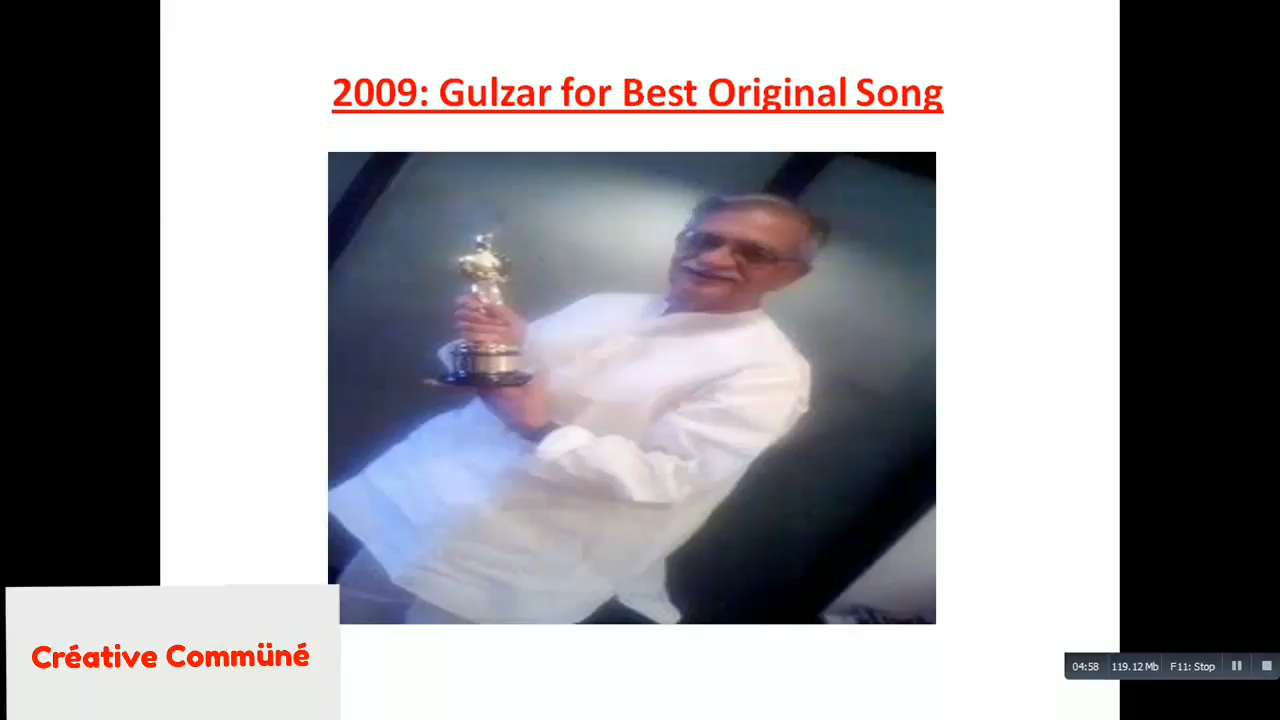 2009: Gulzar for Best Original Song
Créative Commüné
04:58 119.12 Mb F11: Stop